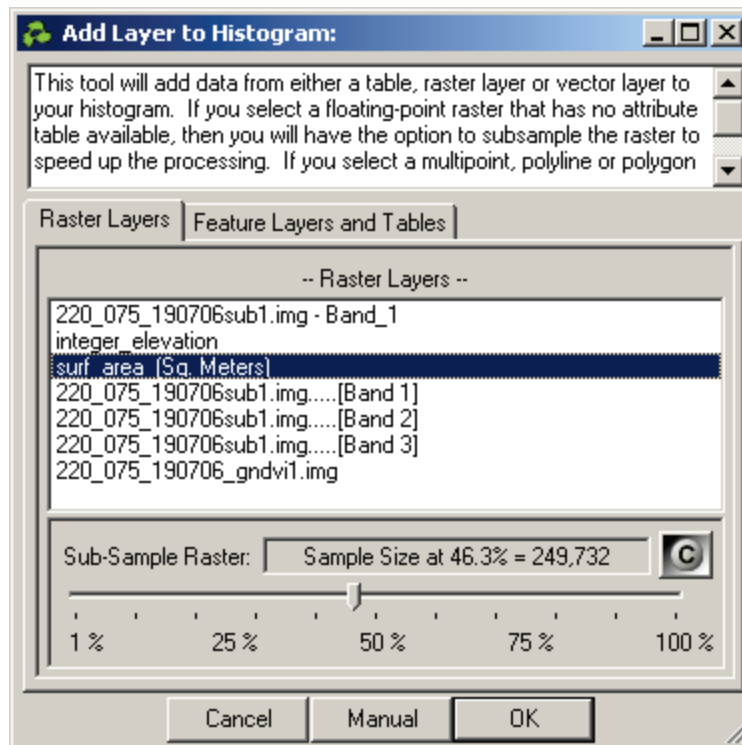 Add Layer to Histogram:
This tool will add data from either a table, raster layer or vector layer to
your histogram.  If you select a floating-point raster that has no attribute
table available, then you will have the option to subsample the raster to
speed up the processing.  If you select a multipoint, polyline or polygon
Raster Layers Feature Layers and Tables
-- Raster Layers --
220_075_190706sub1.img - Band_1
integer_elevation
surf_area_(Sq. Meters)
220_075_190706sub1.img.....[Band 1]
220_075_190706sub1.img.....[Band 2]
220_075_190706sub1.img.....[Band 3]
220_075_190706_gndvi1.img
Sub-Sample Raster: Sample Size at 46.3% = 249,732 C
1 % 25 % 50 % 75 % 100 %
Cancel Manual OK